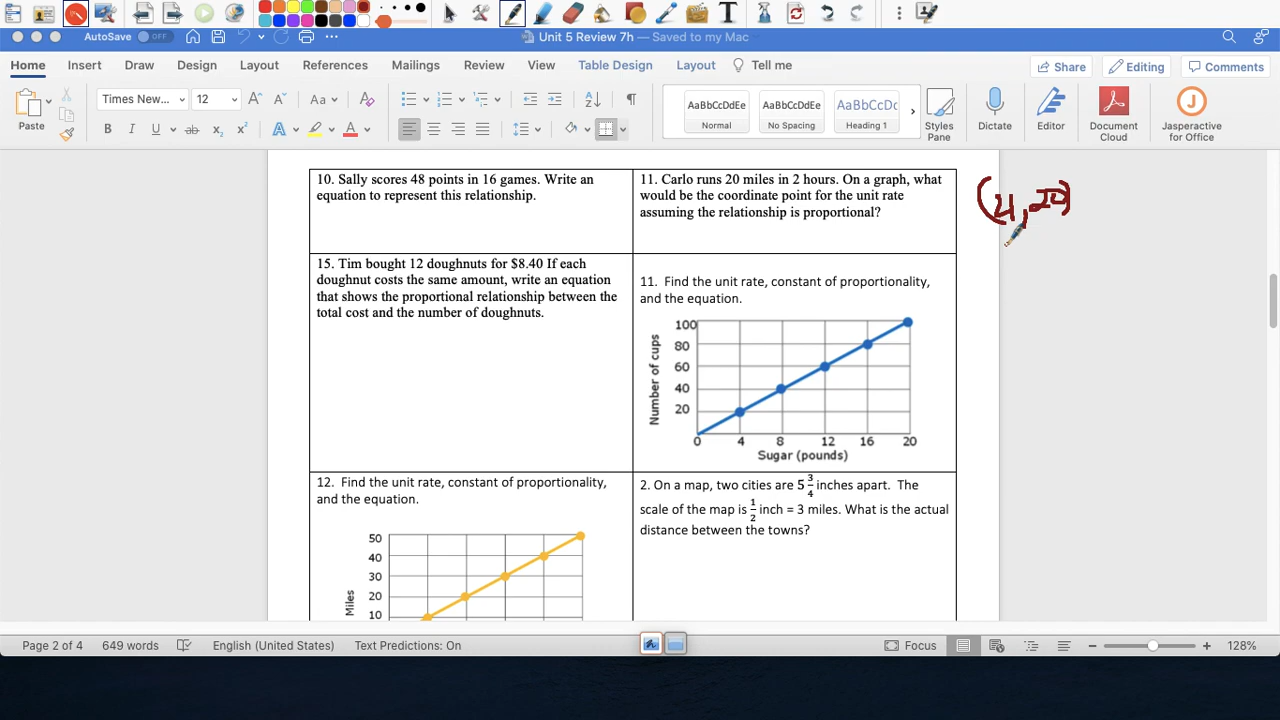 AutoSave OFF
Unit 5 Review 7h — Saved to my Mac
Home Insert Draw Design Layout References Mailings Review View Table Design Layout Tell me
Share Editing Comments
Paste
Times New... 12
AaBbCcDdEe AaBbCcDdEe AaBbCcDc
Normal No Spacing Heading 1
Styles Pane
Dictate
Editor
Document Cloud
Jasperactive for Office
10. Sally scores 48 points in 16 games. Write an
equation to represent this relationship.
11. Carlo runs 20 miles in 2 hours. On a graph, what
would be the coordinate point for the unit rate
assuming the relationship is proportional?
(4, 20)
15. Tim bought 12 doughnuts for $8.40 If each
doughnut costs the same amount, write an equation
that shows the proportional relationship between the
total cost and the number of doughnuts.
11. Find the unit rate, constant of proportionality,
and the equation.
Number of cups
100
80
60
40
20
0 4 8 12 16 20
Sugar (pounds)
12. Find the unit rate, constant of proportionality,
and the equation.
Miles
50
40
30
20
10
2. On a map, two cities are 5 3/4 inches apart. The
scale of the map is 1/2 inch = 3 miles. What is the actual
distance between the towns?
Page 2 of 4 649 words English (United States) Text Predictions: On Focus 128%